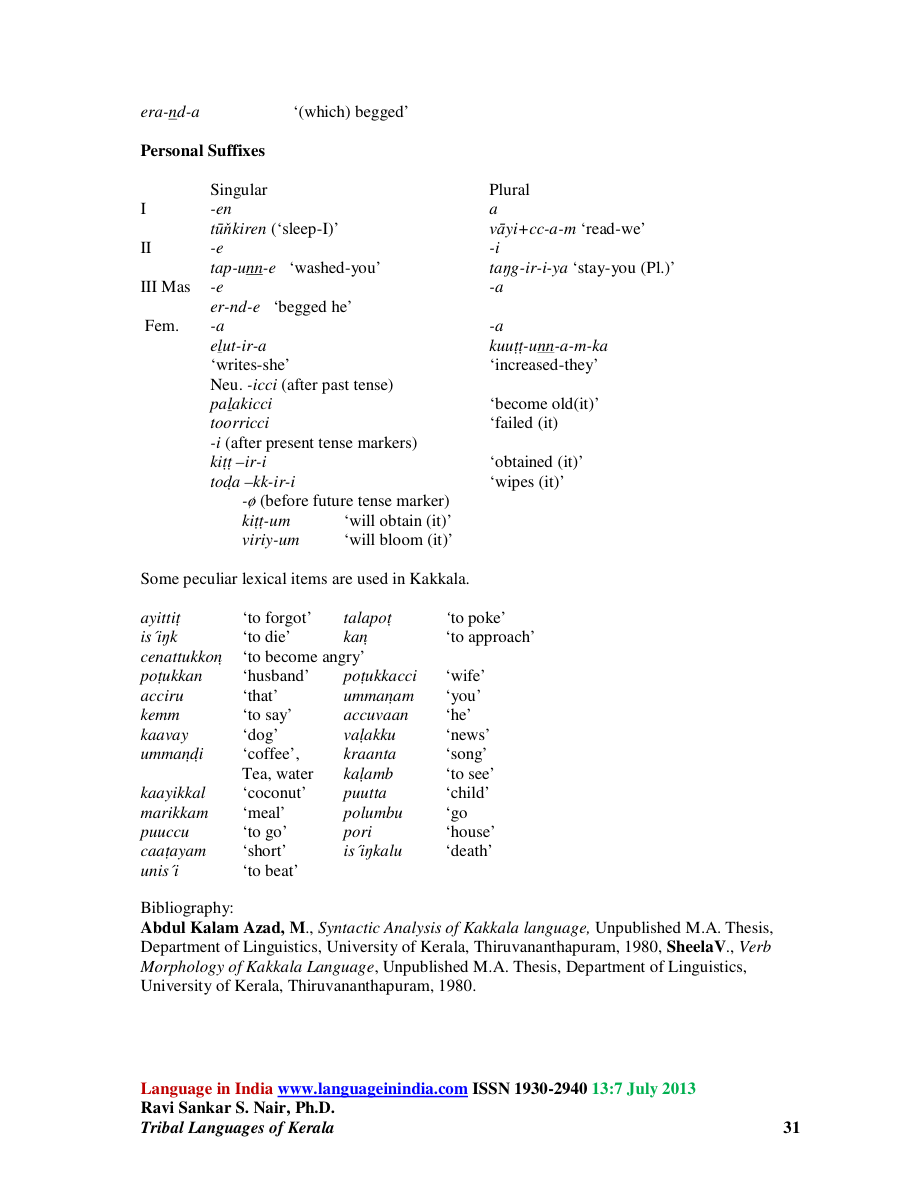 era-n̲d-a ‘(which) begged’
Personal Suffixes
Singular Plural
I -en a
tūňkiren (‘sleep-I)’ vāyi+cc-a-m ‘read-we’
II -e -i
tap-un̲n̲-e ‘washed-you’ taŋg-ir-i-ya ‘stay-you (Pl.)’
III Mas -e -a
er-nd-e ‘begged he’
Fem. -a -a
el̲ut-ir-a kuuṭṭ-un̲n̲-a-m-ka
‘writes-she’ ‘increased-they’
Neu. -icci (after past tense)
pal̲akicci ‘become old(it)’
toorricci ‘failed (it)
-i (after present tense markers)
kiṭṭ –ir-i ‘obtained (it)’
toḍa –kk-ir-i ‘wipes (it)’
-ø (before future tense marker)
kiṭṭ-um ‘will obtain (it)’
viriy-um ‘will bloom (it)’
Some peculiar lexical items are used in Kakkala.
ayittiṭ ‘to forgot’ talapoṭ ‘to poke’
is´iŋk ‘to die’ kaṇ ‘to approach’
cenattukkoṇ ‘to become angry’
poṭukkan ‘husband’ poṭukkacci ‘wife’
acciru ‘that’ ummaṇam ‘you’
kemm ‘to say’ accuvaan ‘he’
kaavay ‘dog’ vaḷakku ‘news’
ummaṇḍi ‘coffee’, kraanta ‘song’
Tea, water kaḷamb ‘to see’
kaayikkal ‘coconut’ puutta ‘child’
marikkam ‘meal’ polumbu ‘go
puuccu ‘to go’ pori ‘house’
caaṭayam ‘short’ is´iŋkalu ‘death’
unis´i ‘to beat’
Bibliography:
Abdul Kalam Azad, M., Syntactic Analysis of Kakkala language, Unpublished M.A. Thesis,
Department of Linguistics, University of Kerala, Thiruvananthapuram, 1980, SheelaV., Verb
Morphology of Kakkala Language, Unpublished M.A. Thesis, Department of Linguistics,
University of Kerala, Thiruvananthapuram, 1980.
Language in India www.languageinindia.com ISSN 1930-2940 13:7 July 2013
Ravi Sankar S. Nair, Ph.D.
Tribal Languages of Kerala 31